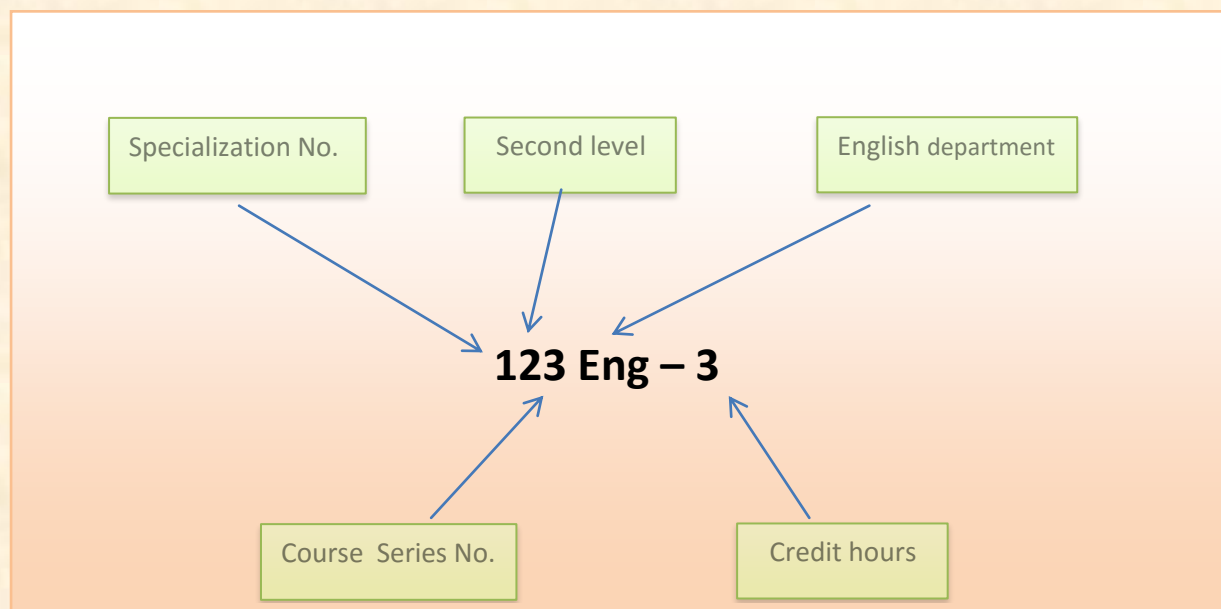 Specialization No.
Second level
English department
123 Eng – 3
Course Series No.
Credit hours